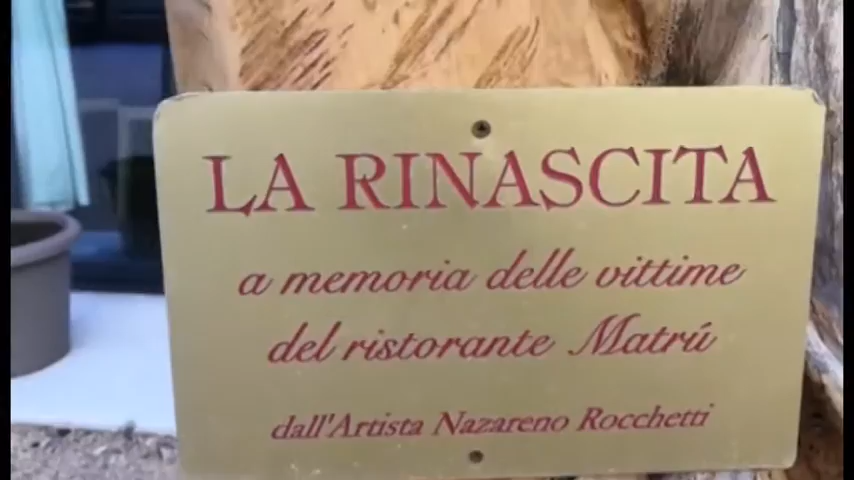 LA RINASCITA
a memoria delle vittime
del ristorante Matrú
dall'Artista Nazareno Rocchetti